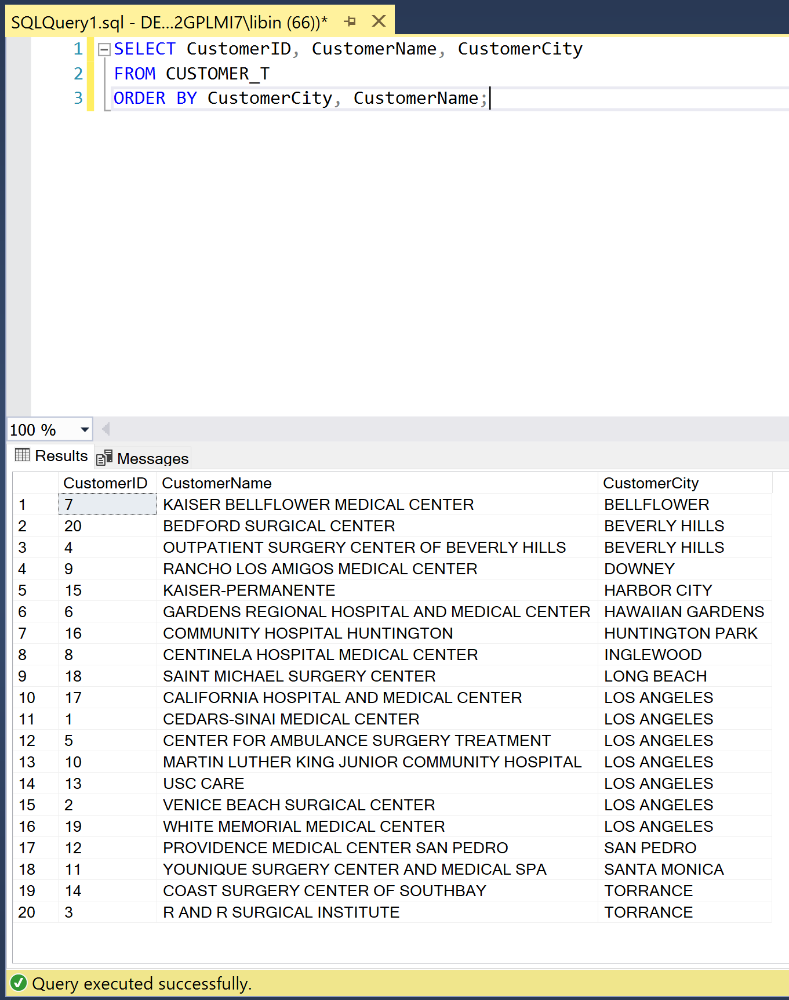 SQLQuery1.sql - DE...2GPLMI7\libin (66))*
1 SELECT CustomerID, CustomerName, CustomerCity
2 FROM CUSTOMER_T
3 ORDER BY CustomerCity, CustomerName;
100 %
Results Messages
CustomerID CustomerName CustomerCity
1 7 KAISER BELLFLOWER MEDICAL CENTER BELLFLOWER
2 20 BEDFORD SURGICAL CENTER BEVERLY HILLS
3 4 OUTPATIENT SURGERY CENTER OF BEVERLY HILLS BEVERLY HILLS
4 9 RANCHO LOS AMIGOS MEDICAL CENTER DOWNEY
5 15 KAISER-PERMANENTE HARBOR CITY
6 6 GARDENS REGIONAL HOSPITAL AND MEDICAL CENTER HAWAIIAN GARDENS
7 16 COMMUNITY HOSPITAL HUNTINGTON HUNTINGTON PARK
8 8 CENTINELA HOSPITAL MEDICAL CENTER INGLEWOOD
9 18 SAINT MICHAEL SURGERY CENTER LONG BEACH
10 17 CALIFORNIA HOSPITAL AND MEDICAL CENTER LOS ANGELES
11 1 CEDARS-SINAI MEDICAL CENTER LOS ANGELES
12 5 CENTER FOR AMBULANCE SURGERY TREATMENT LOS ANGELES
13 10 MARTIN LUTHER KING JUNIOR COMMUNITY HOSPITAL LOS ANGELES
14 13 USC CARE LOS ANGELES
15 2 VENICE BEACH SURGICAL CENTER LOS ANGELES
16 19 WHITE MEMORIAL MEDICAL CENTER LOS ANGELES
17 12 PROVIDENCE MEDICAL CENTER SAN PEDRO SAN PEDRO
18 11 YOUNIQUE SURGERY CENTER AND MEDICAL SPA SANTA MONICA
19 14 COAST SURGERY CENTER OF SOUTHBAY TORRANCE
20 3 R AND R SURGICAL INSTITUTE TORRANCE
Query executed successfully.